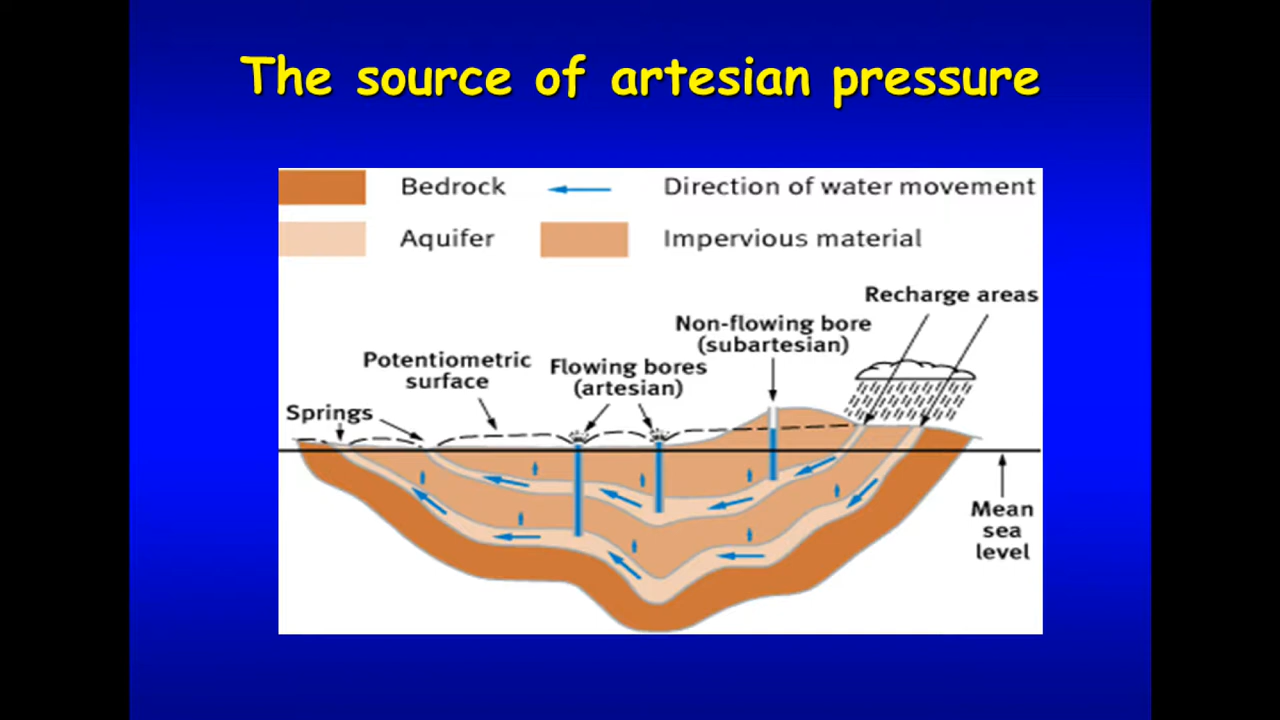 The source of artesian pressure
Bedrock
Direction of water movement
Aquifer
Impervious material
Recharge areas
Non-flowing bore
(subartesian)
Potentiometric
surface
Flowing bores
(artesian)
Springs
Mean
sea
level